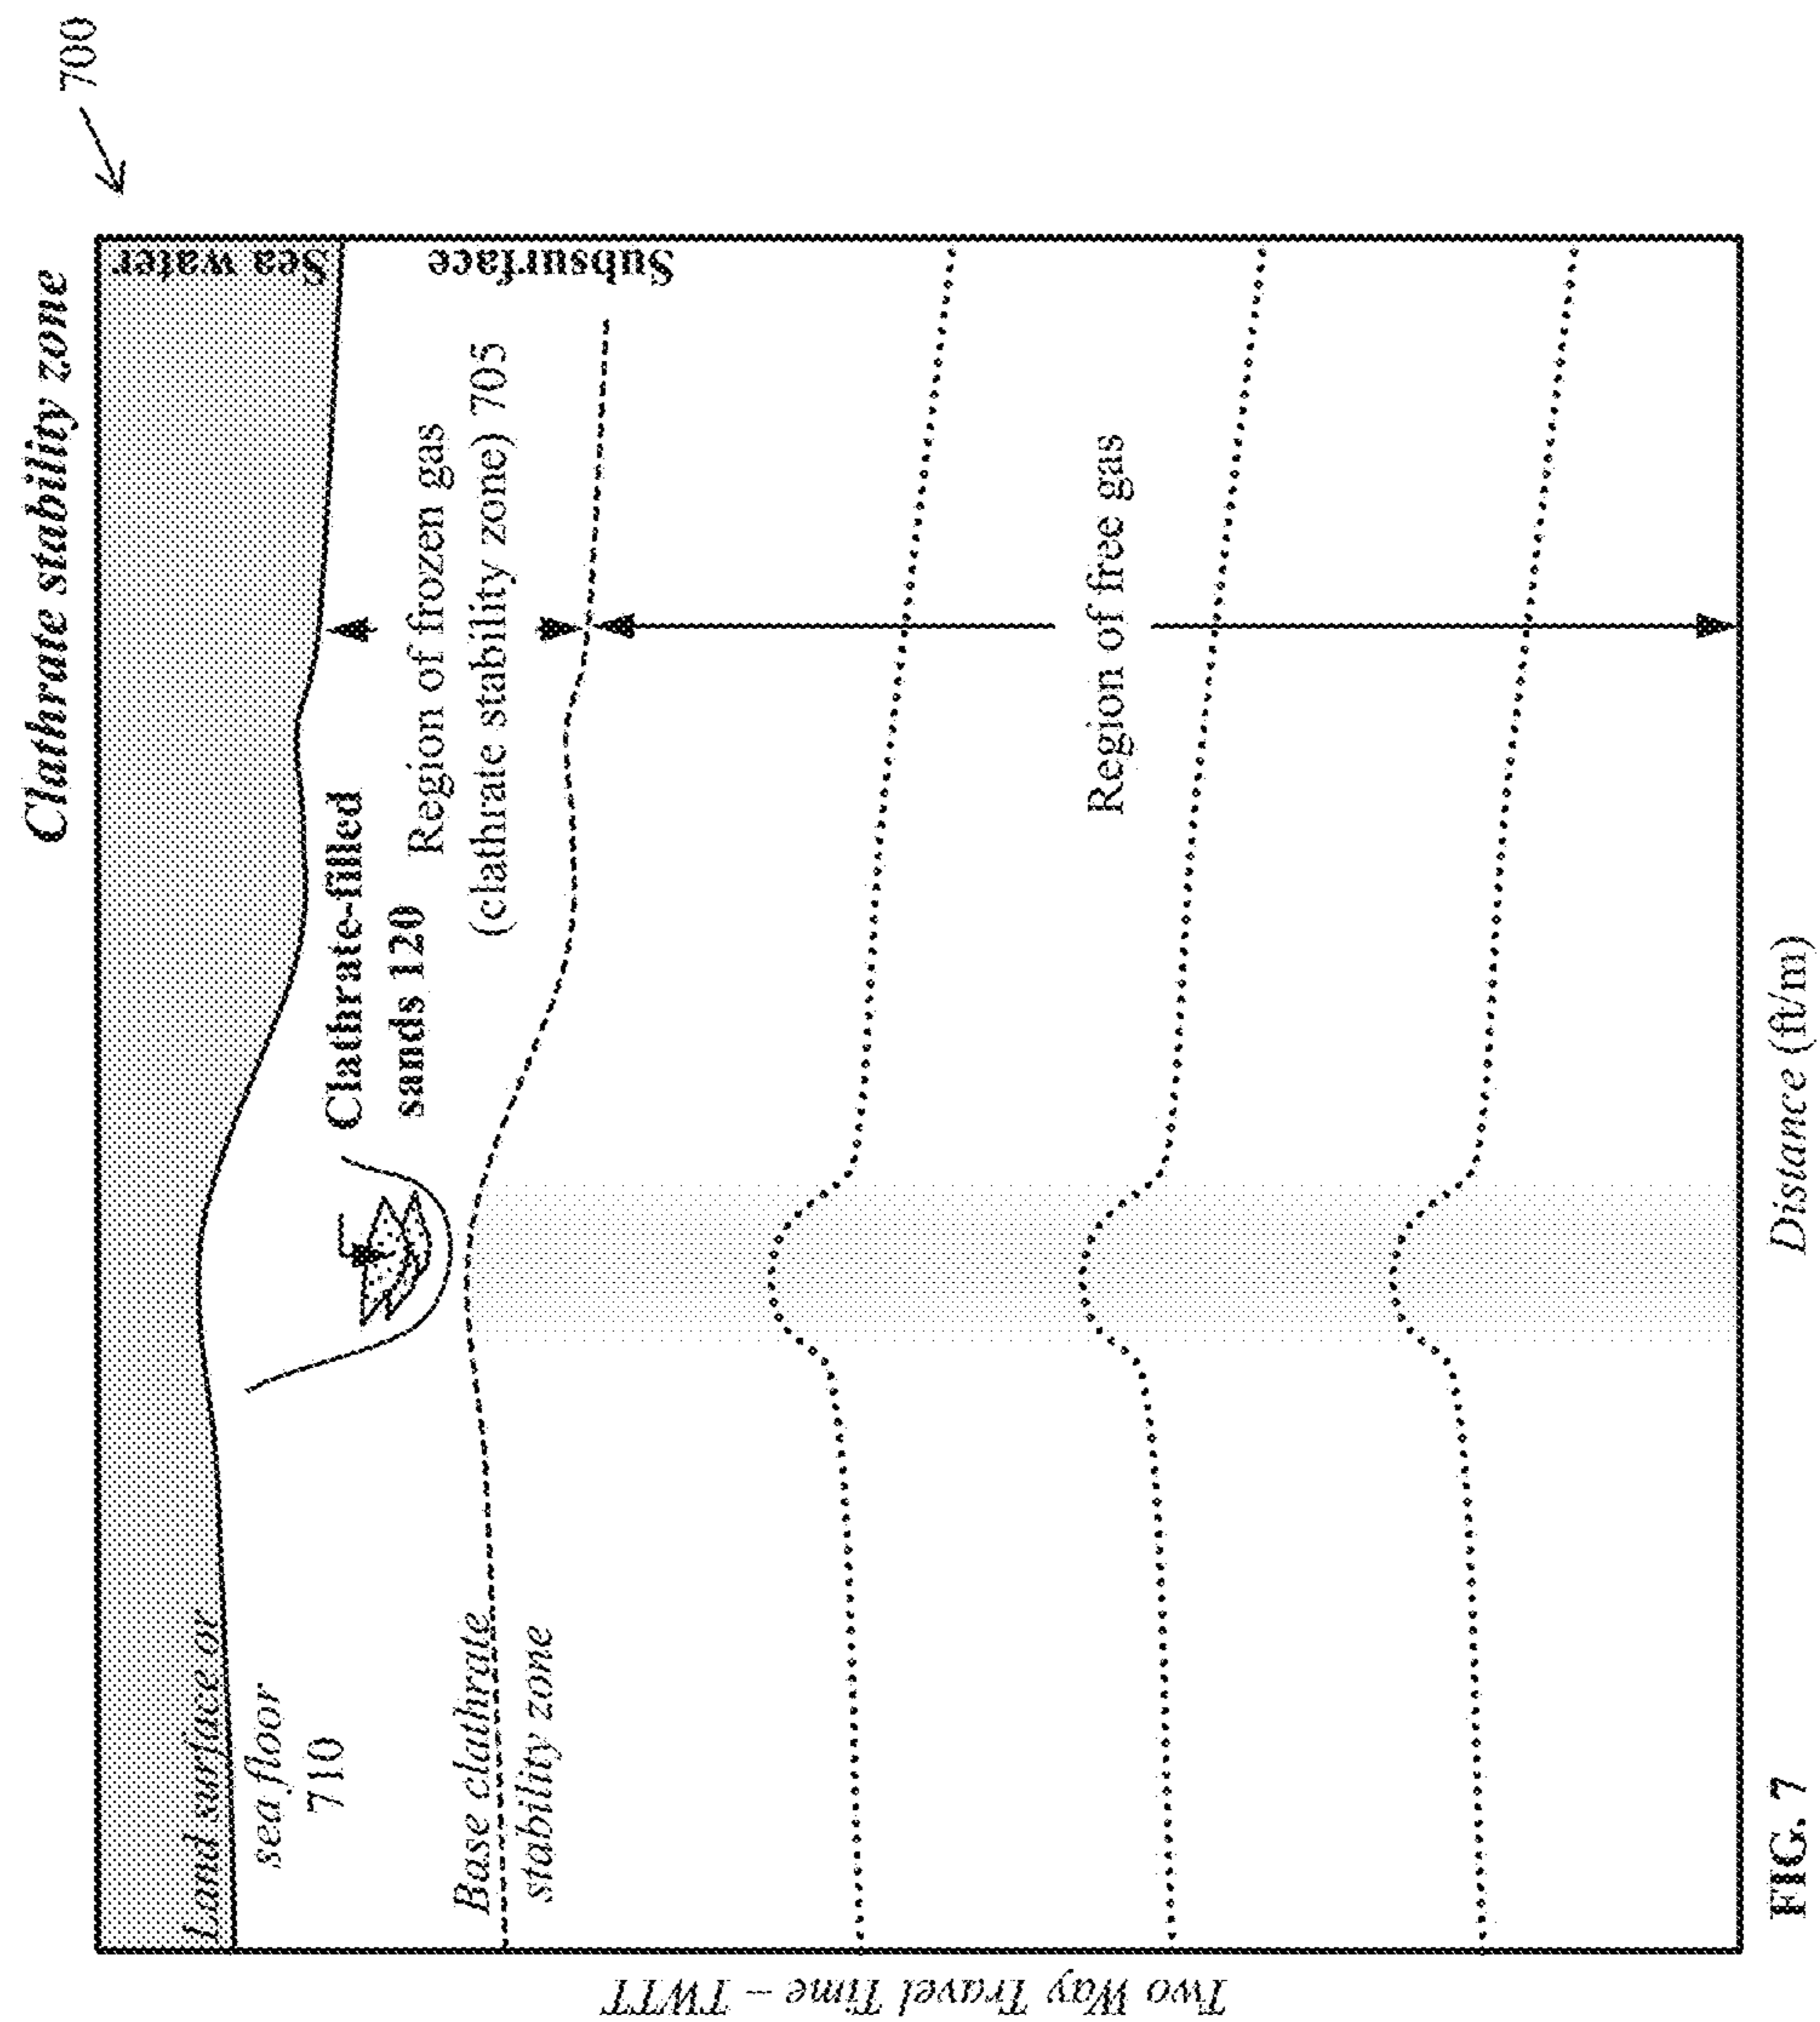 Clathrate stability zone
700
Land surface or
sea floor
710
Sea water
Clathrate-filled
sands 120
Region of frozen gas
(clathrate stability zone) 705
Subsurface
Base clathrate
stability zone
Region of free gas
Two Way Travel Time – TWTT
Distance (ft/m)
FIG. 7